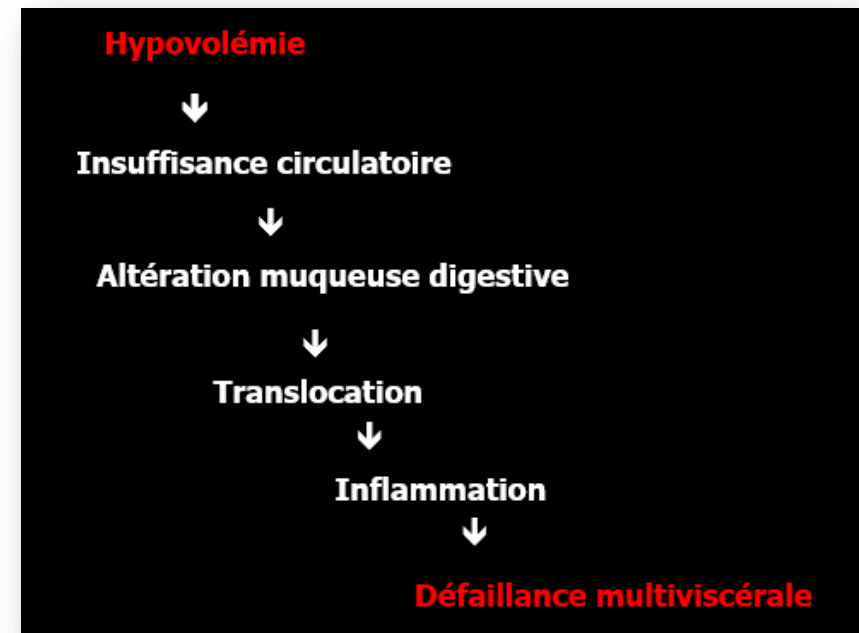 Hypovolémie
↓
Insuffisance circulatoire
↓
Altération muqueuse digestive
↓
Translocation
↓
Inflammation
↓
Défaillance multiviscérale